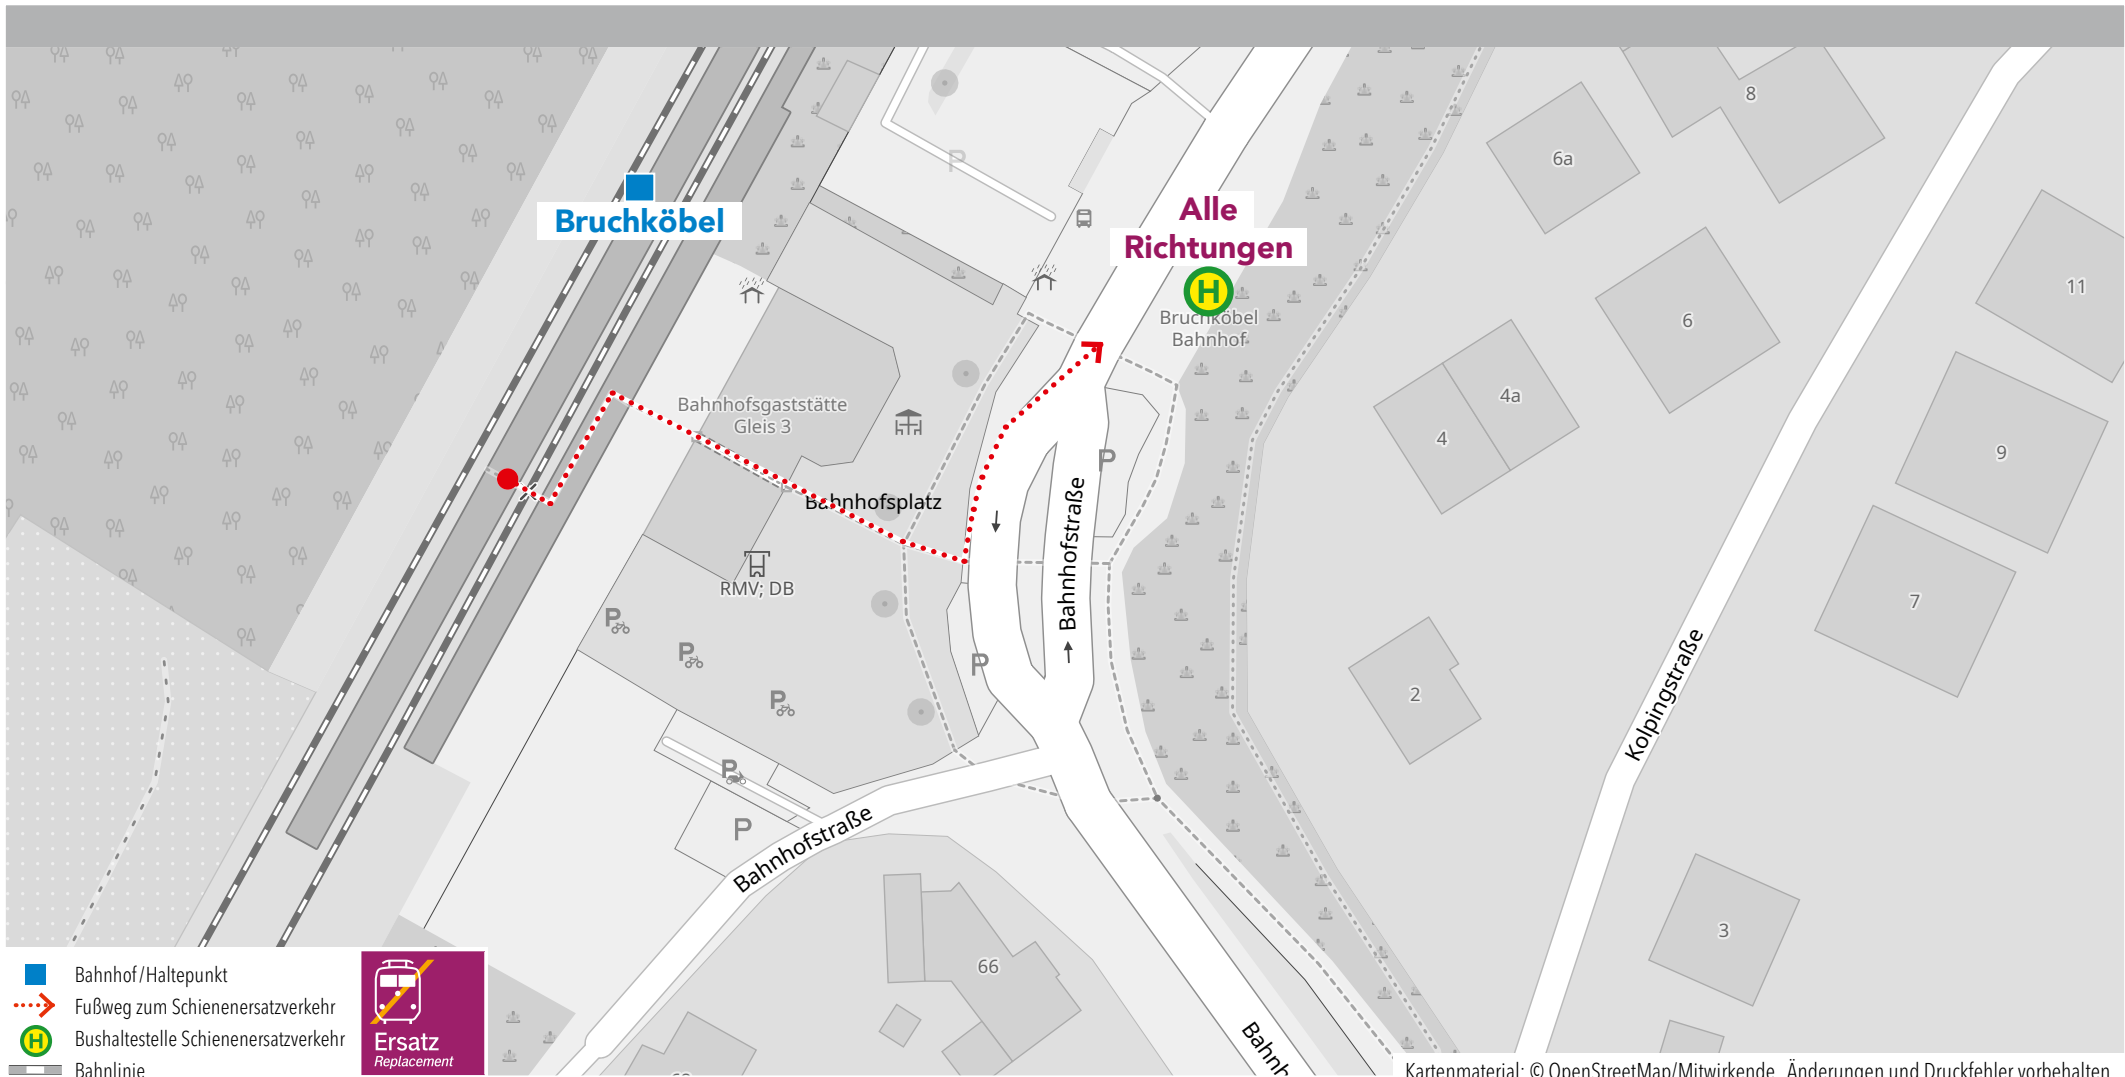 8
6a
P
Alle
Richtungen
Bruchköbel
H
11
Bruchköbel
Bahnhof
6
4a
4
Bahnhofsgaststätte
Gleis 3
P
9
Bahnhofsplatz
Bahnhofstraße
RMV; DB
7
P
P
P
P
2
Kolpingstraße
P
P
Bahnhofstraße
3
66
Bahnh
Bahnhof/Haltepunkt
Fußweg zum Schienenersatzverkehr
H
Bushaltestelle Schienenersatzverkehr
Bahnlinie
Ersatz
Replacement
Kartenmaterial: © OpenStreetMap/Mitwirkende, Änderungen und Druckfehler vorbehalten